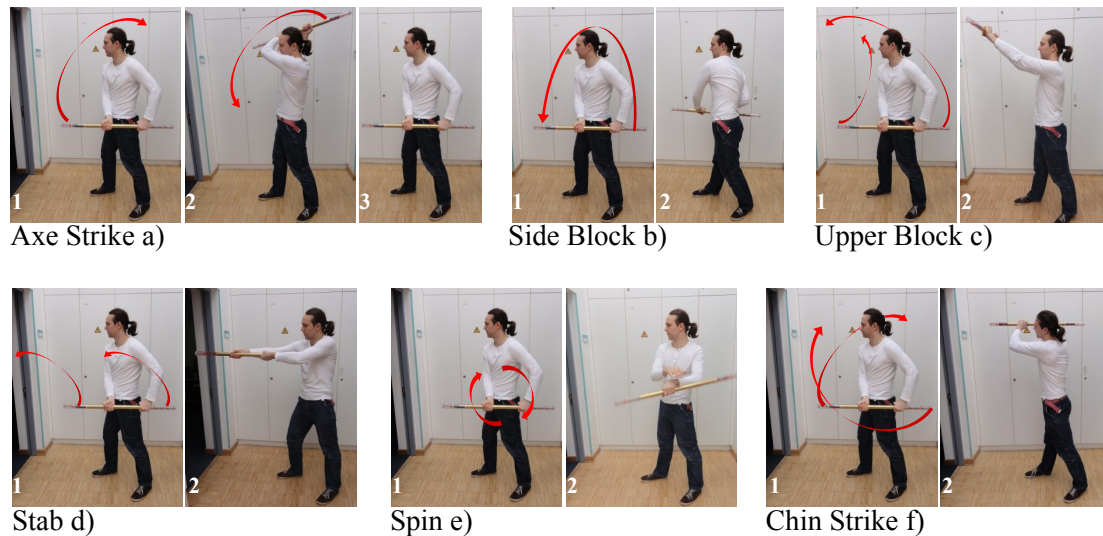 1 2 3 1 2 1 2
Axe Strike a) Side Block b) Upper Block c)
1 2 1 2 1 2
Stab d) Spin e) Chin Strike f)